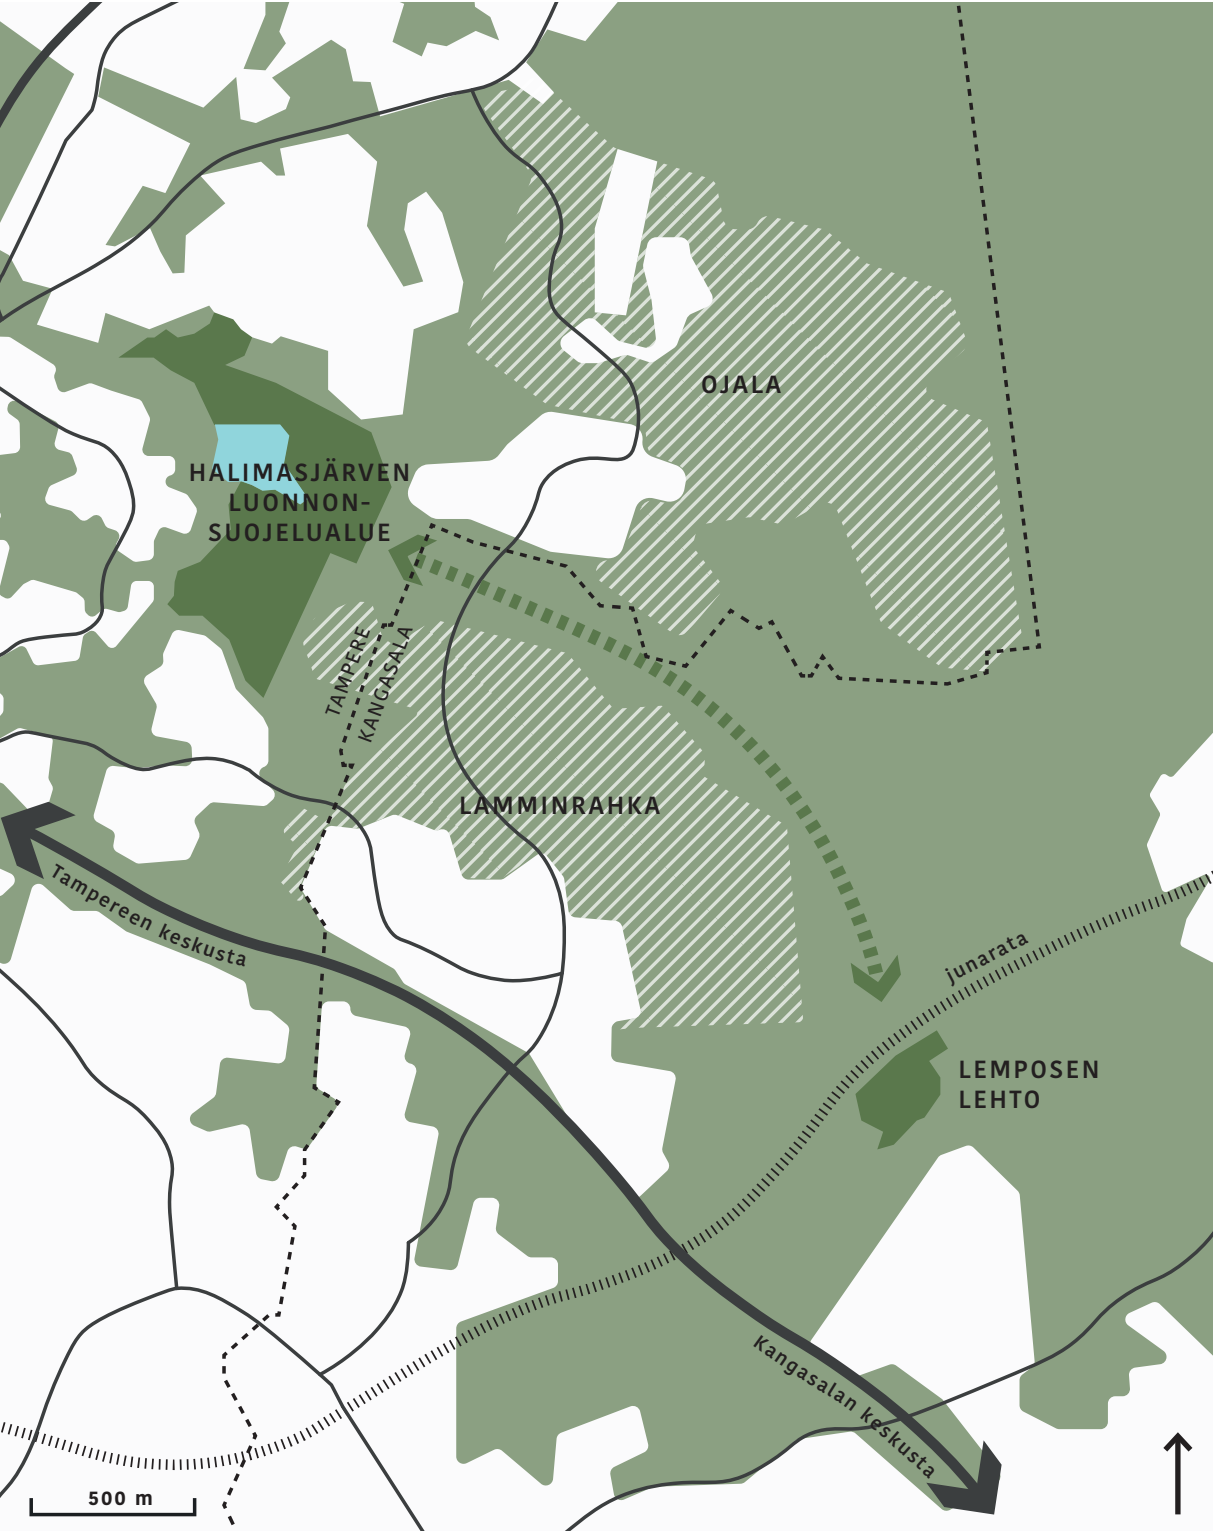 OJALA
HALIMASJÄRVEN
LUONNON-
SUOJELUALUE
TAMPERE
KANGASALA
LAMMINRAHKA
Tampereen keskusta
junarata
LEMPOSEN
LEHTO
Kangasalan keskusta
500 m